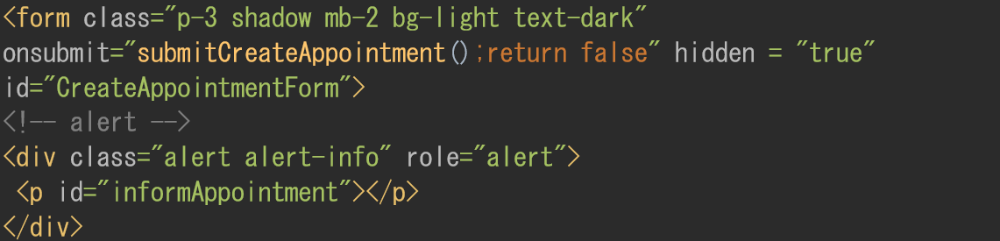 <form class="p-3 shadow mb-2 bg-light text-dark"
onsubmit="submitCreateAppointment();return false" hidden = "true"
id="CreateAppointmentForm">
<!-- alert -->
<div class="alert alert-info" role="alert">
<p id="informAppointment"></p>
</div>